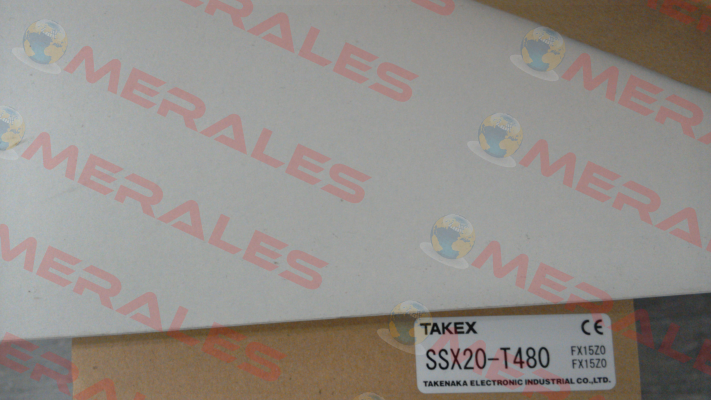 MERALES
MERALES
MERALES
MERALES
MERALES
MERALES
TAKEX CE
SSX20-T480 FX15Z0
FX15Z0
TAKENAKA ELECTRONIC INDUSTRIAL CO.,LTD.